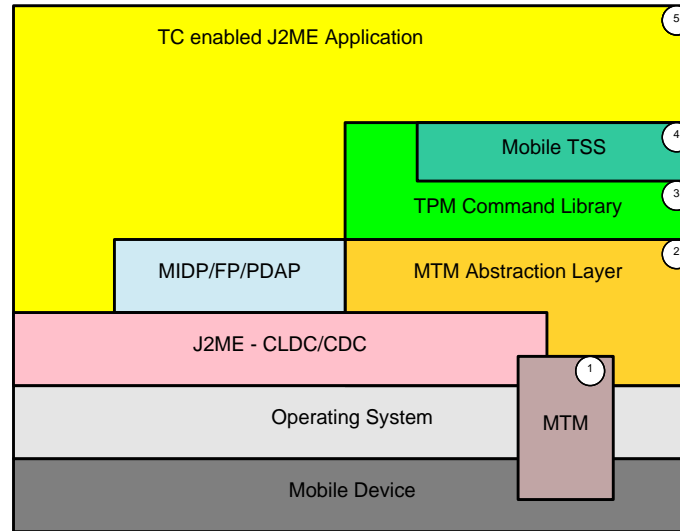 TC enabled J2ME Application
5
4
Mobile TSS
3
TPM Command Library
2
MIDP/FP/PDAP
MTM Abstraction Layer
J2ME - CLDC/CDC
1
Operating System
MTM
Mobile Device